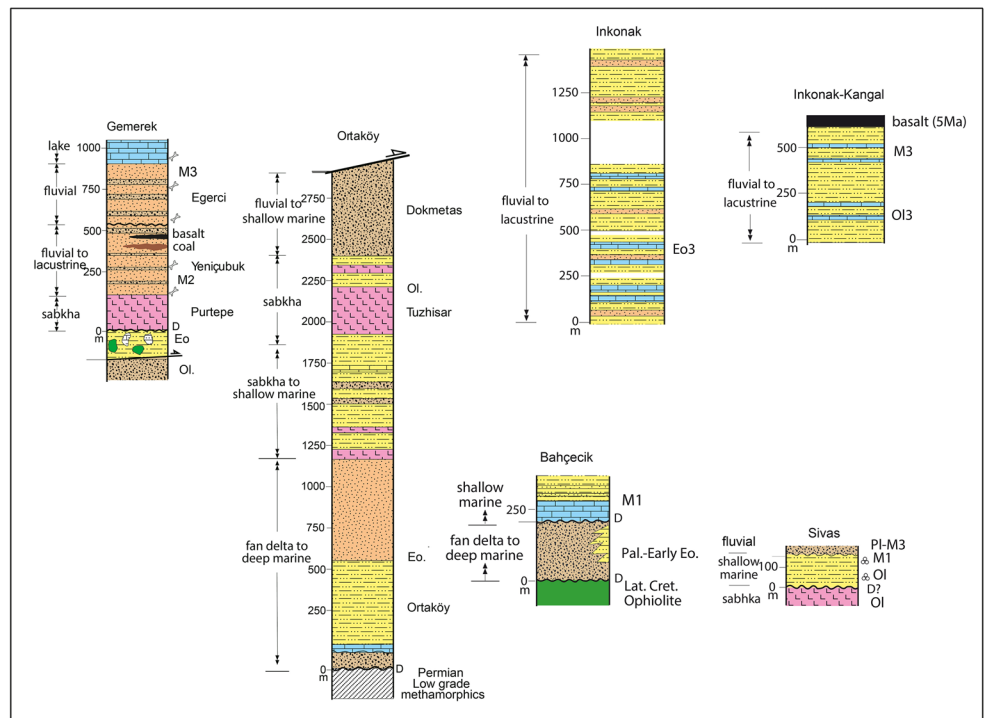 Gemerek
lake
1000
M3
fluvial
750
Egerci
500
basalt
coal
fluvial to
lacustrine
250
Yeniçubuk
M2
sabkha
Purtepe
0
m
D
Eo
Ol.
Ortaköy
2750
fluvial to
shallow marine
Dokmetas
2500
2250
Ol.
sabkha
Tuzhisar
2000
1750
sabkha to
shallow marine
1500
1250
1000
750
fan delta to
deep marine
Eo.
500
Ortaköy
250
0
m
D
Permian
Low grade
methamorphics
Inkonak
1250
1000
750
fluvial to
lacustrine
500
Eo3
250
0
m
Inkonak-Kangal
basalt (5Ma)
500
M3
fluvial to
lacustrine
250
Ol3
0
m
Bahçecik
shallow
marine
250
M1
D
fan delta to
deep marine
Pal.-Early Eo.
0
m
D
Lat. Cret.
Ophiolite
Sivas
fluvial
Pl-M3
shallow
marine
100
M1
Ol
0
m
D?
sabhka
Ol